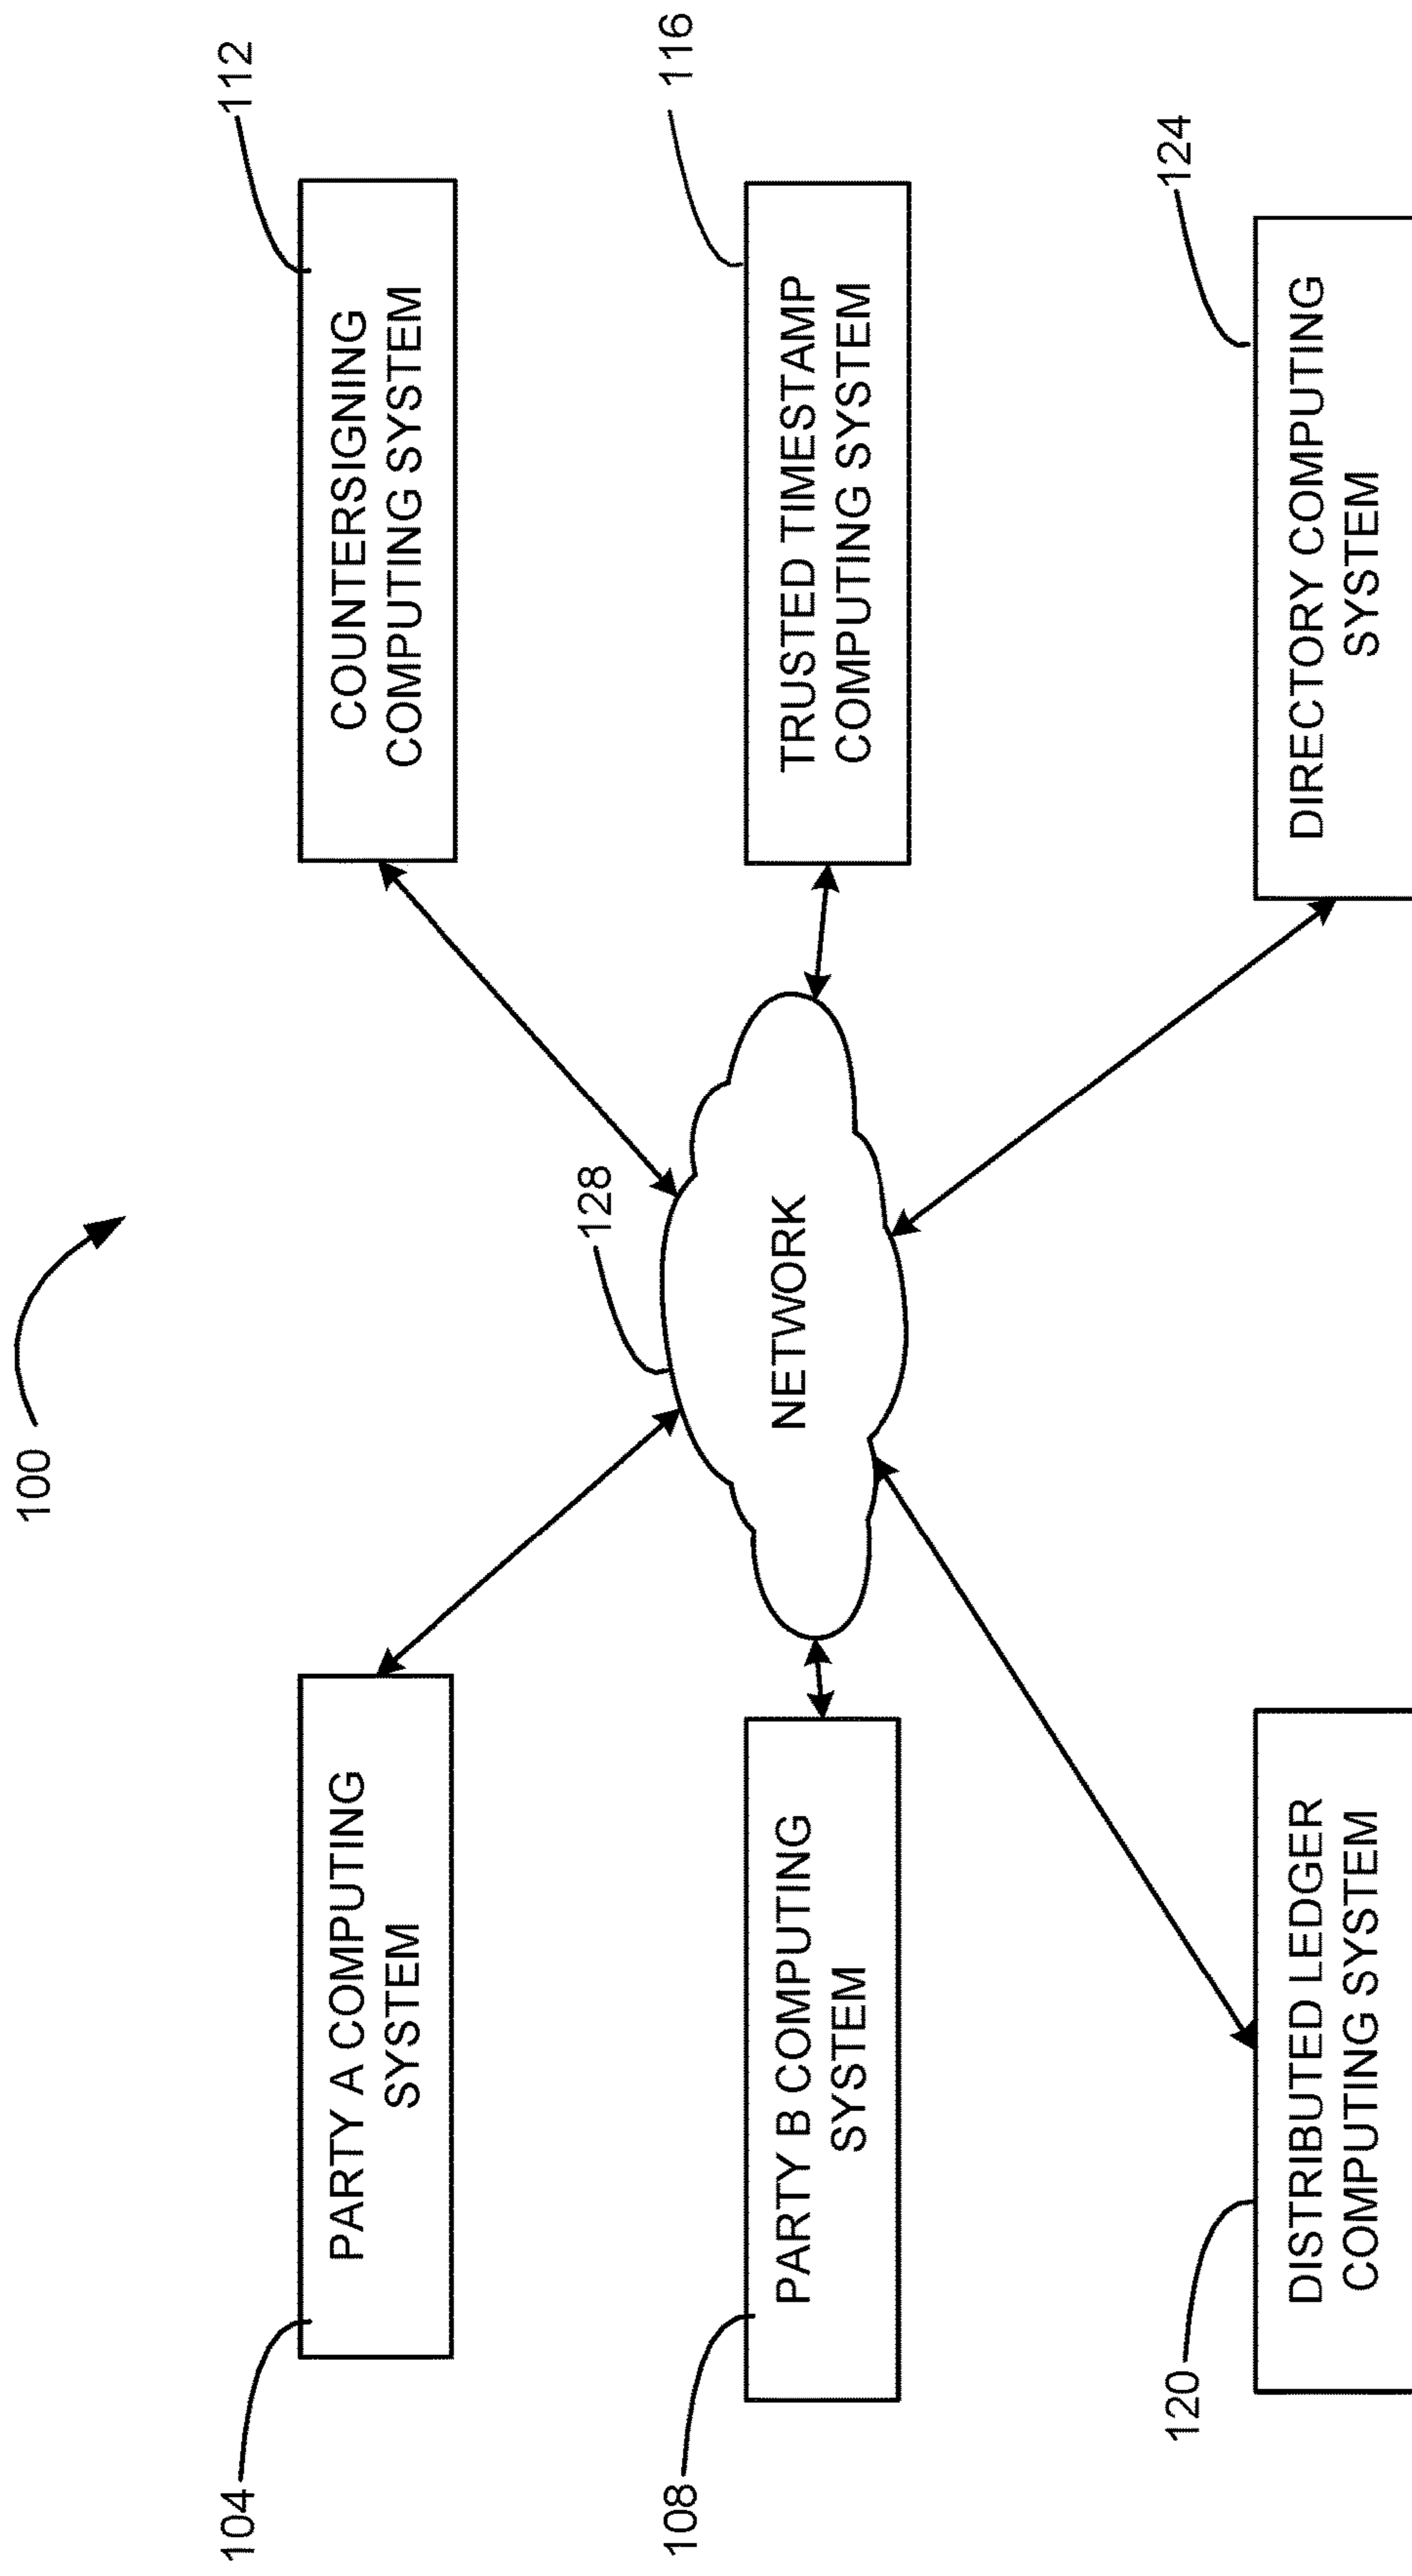 100
104
PARTY A COMPUTING
SYSTEM
112
COUNTERSIGNING
COMPUTING SYSTEM
128
NETWORK
108
PARTY B COMPUTING
SYSTEM
116
TRUSTED TIMESTAMP
COMPUTING SYSTEM
120
DISTRIBUTED LEDGER
COMPUTING SYSTEM
124
DIRECTORY COMPUTING
SYSTEM